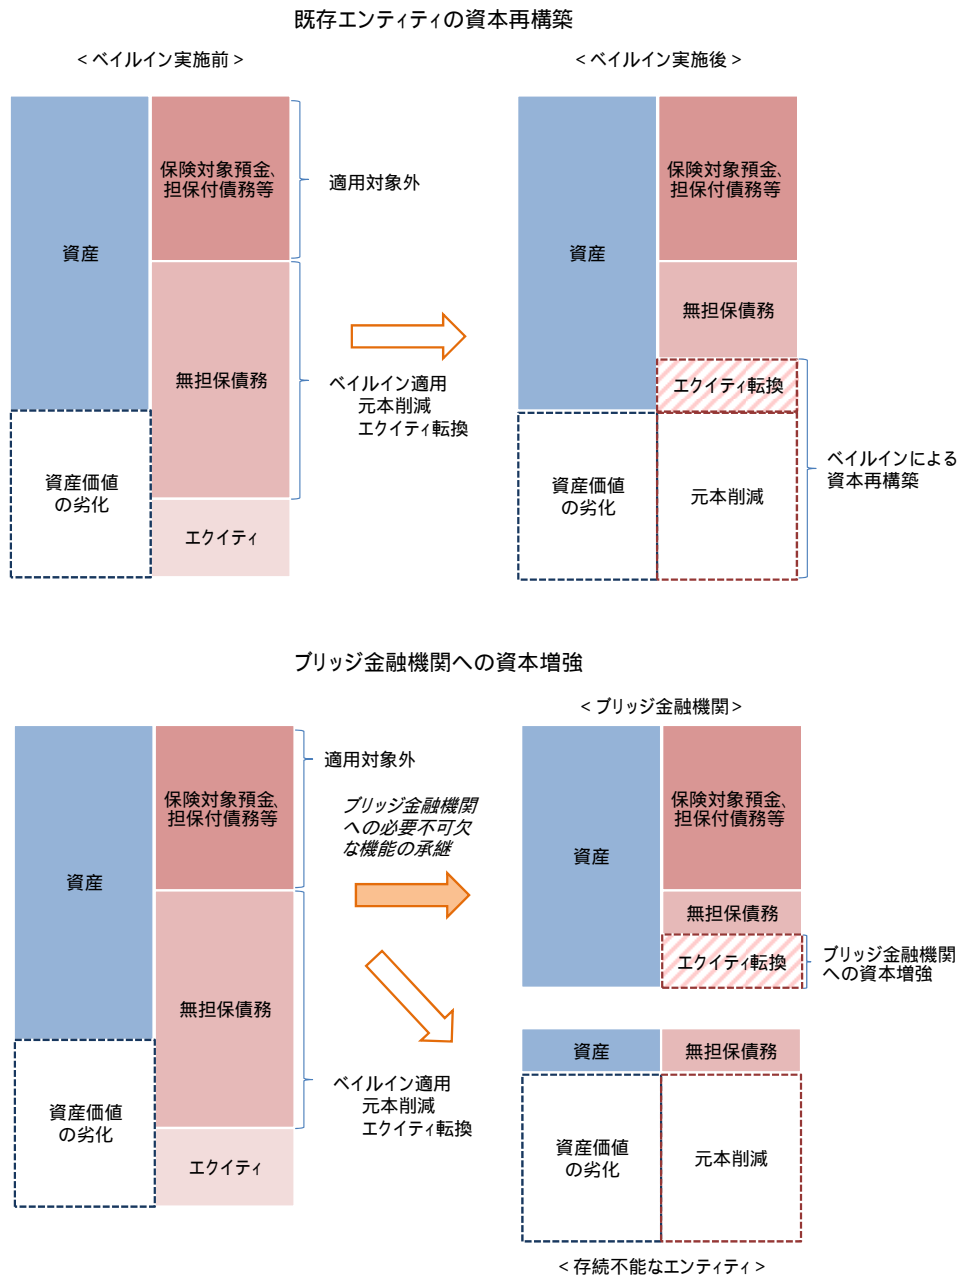 既存エンティティの資本再構築
＜ベイルイン実施前＞
＜ベイルイン実施後＞
資産
保険対象預金、
担保付債務等
適用対象外
無担保債務
ベイルイン適用
元本削減
エクイティ転換
資産価値
の劣化
エクイティ
資産
保険対象預金、
担保付債務等
無担保債務
エクイティ転換
資産価値
の劣化
元本削減
ベイルインによる
資本再構築
ブリッジ金融機関への資本増強
＜ブリッジ金融機関＞
資産
保険対象預金、
担保付債務等
適用対象外
ブリッジ金融機関
への必要不可欠
な機能の承継
無担保債務
ベイルイン適用
元本削減
エクイティ転換
資産価値
の劣化
エクイティ
資産
保険対象預金、
担保付債務等
無担保債務
エクイティ転換
ブリッジ金融機関
への資本増強
資産
無担保債務
資産価値
の劣化
元本削減
＜存続不能なエンティティ＞